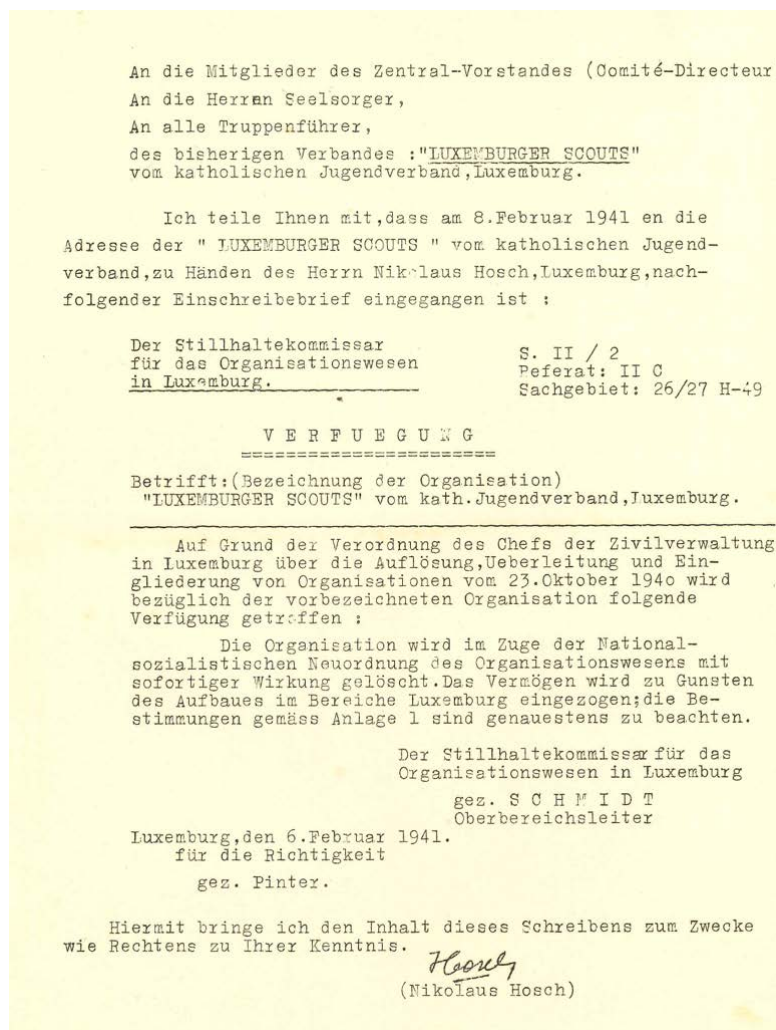 An die Mitglieder des Zentral-Vorstandes (Comité-Directeur
An die Herren Seelsorger,
An alle Truppenführer,
des bisherigen Verbandes :"LUXEMBURGER SCOUTS"
vom katholischen Jugendverband,Luxemburg.
Ich teile Ihnen mit,dass am 8.Februar 1941 en die
Adresse der " LUXEMBURGER SCOUTS " vom katholischen Jugend-
verband,zu Händen des Herrn Nikolaus Hosch,Luxemburg,nach-
folgender Einschreibebrief eingegangen ist :
Der Stillhaltekommissar
für das Organisationswesen
in Luxemburg.
S. II / 2
Referat: II C
Sachgebiet: 26/27 H-49
V E R F U E G U N G
=======================
Betrifft:(Bezeichnung der Organisation)
"LUXEMBURGER SCOUTS" vom kath.Jugendverband,Luxemburg.
Auf Grund der Verordnung des Chefs der Zivilverwaltung
in Luxemburg über die Auflösung,Ueberleitung und Ein-
gliederung von Organisationen vom 23.Oktober 194o wird
bezüglich der vorbezeichneten Organisation folgende
Verfügung getroffen :
Die Organisation wird im Zuge der National-
sozialistischen Neuordnung des Organisationswesens mit
sofortiger Wirkung gelöscht.Das Vermögen wird zu Gunsten
des Aufbaues im Bereiche Luxemburg eingezogen;die Be-
stimmungen gemäss Anlage l sind genauestens zu beachten.
Der Stillhaltekommissar für das
Organisationswesen in Luxemburg
gez. S C H M I D T
Oberbereichsleiter
Luxemburg,den 6.Februar 1941.
für die Richtigkeit
gez. Pinter.
Hiermit bringe ich den Inhalt dieses Schreibens zum Zwecke
wie Rechtens zu Ihrer Kenntnis.
Hosch
(Nikolaus Hosch)